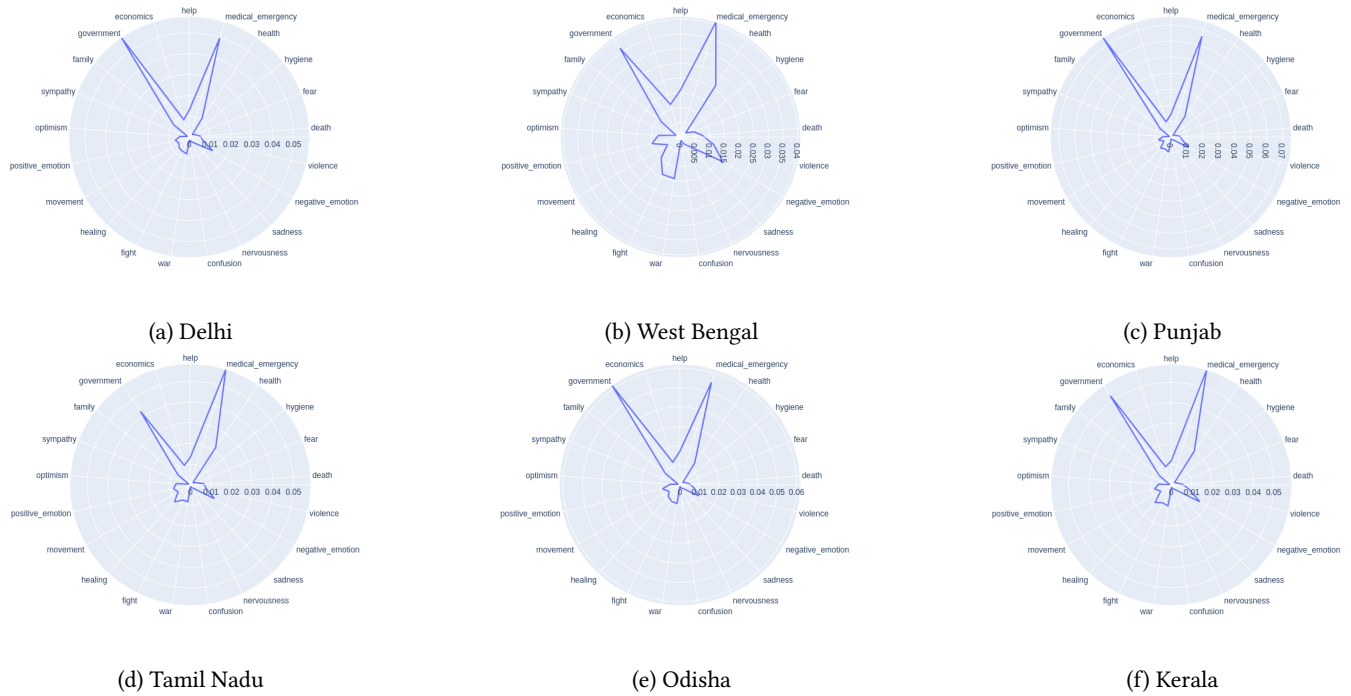 help
economics
medical_emergency
government
health
family
hygiene
sympathy
fear
optimism
death
0 0.01 0.02 0.03 0.04 0.05
positive_emotion
violence
movement
negative_emotion
healing
sadness
fight
nervousness
war
confusion
(a) Delhi
help
economics
medical_emergency
government
health
family
hygiene
sympathy
fear
optimism
death
0 0.005 0.01 0.015 0.02 0.025 0.03 0.035 0.04
positive_emotion
violence
movement
negative_emotion
healing
sadness
fight
nervousness
war
confusion
(b) West Bengal
help
economics
medical_emergency
government
health
family
hygiene
sympathy
fear
optimism
death
0 0.01 0.02 0.03 0.04 0.05 0.06 0.07
positive_emotion
violence
movement
negative_emotion
healing
sadness
fight
nervousness
war
confusion
(c) Punjab
help
economics
medical_emergency
government
health
family
hygiene
sympathy
fear
optimism
death
0 0.01 0.02 0.03 0.04 0.05
positive_emotion
violence
movement
negative_emotion
healing
sadness
fight
nervousness
war
confusion
(d) Tamil Nadu
help
economics
medical_emergency
government
health
family
hygiene
sympathy
fear
optimism
death
0 0.01 0.02 0.03 0.04 0.05 0.06
positive_emotion
violence
movement
negative_emotion
healing
sadness
fight
nervousness
war
confusion
(e) Odisha
help
economics
medical_emergency
government
health
family
hygiene
sympathy
fear
optimism
death
0 0.01 0.02 0.03 0.04 0.05
positive_emotion
violence
movement
negative_emotion
healing
sadness
fight
nervousness
war
confusion
(f) Kerala